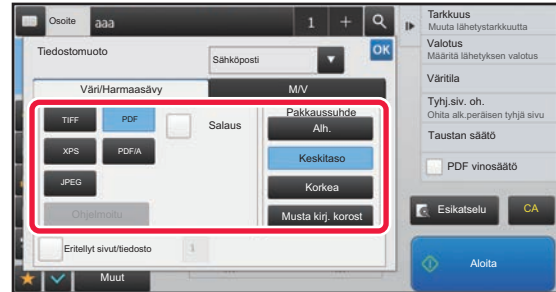 Osoite
aaa
1
Tiedostomuoto
Sähköposti
OK
Väri/Harmaasävy
M/V
TIFF
PDF
Salaus
XPS
PDF/A
JPEG
Ohjelmoitu
Pakkaussuhde
Alh.
Keskitaso
Korkea
Musta kirj. korost
Eritellyt sivut/tiedosto
1
Muut
Tarkkuus
Muuta lähetystarkkuutta
Valotus
Määritä lähetyksen valotus
Väritila
Tyhj.siv. oh.
Ohita alk.peräisen tyhjä sivu
Taustan säätö
PDF vinosäätö
Esikatselu
CA
Aloita